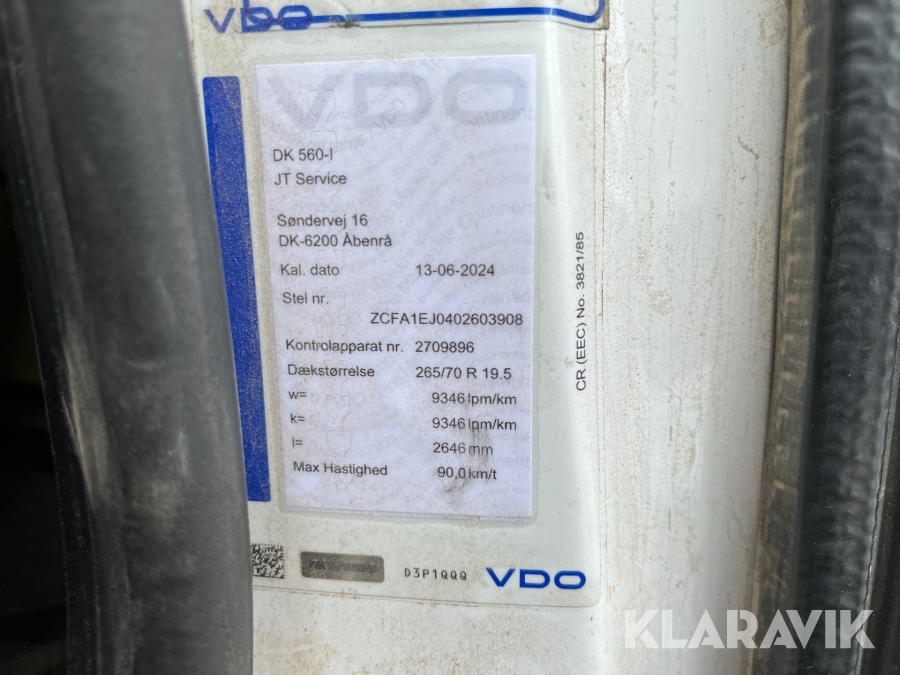 VDO
VDO
DK 560-I
JT Service
Søndervej 16
DK-6200 Åbenrå
Kal. dato 13-06-2024
Stel nr.
ZCFA1EJ0402603908
Kontrolapparat nr. 2709896
Dækstørrelse 265/70 R 19.5
w= 9346 lpm/km
k= 9346 lpm/km
l= 2646 mm
Max Hastighed 90,0 km/t
CR (EEC) No. 3821/85
D3P1QQQ VDO
KLARAVIK